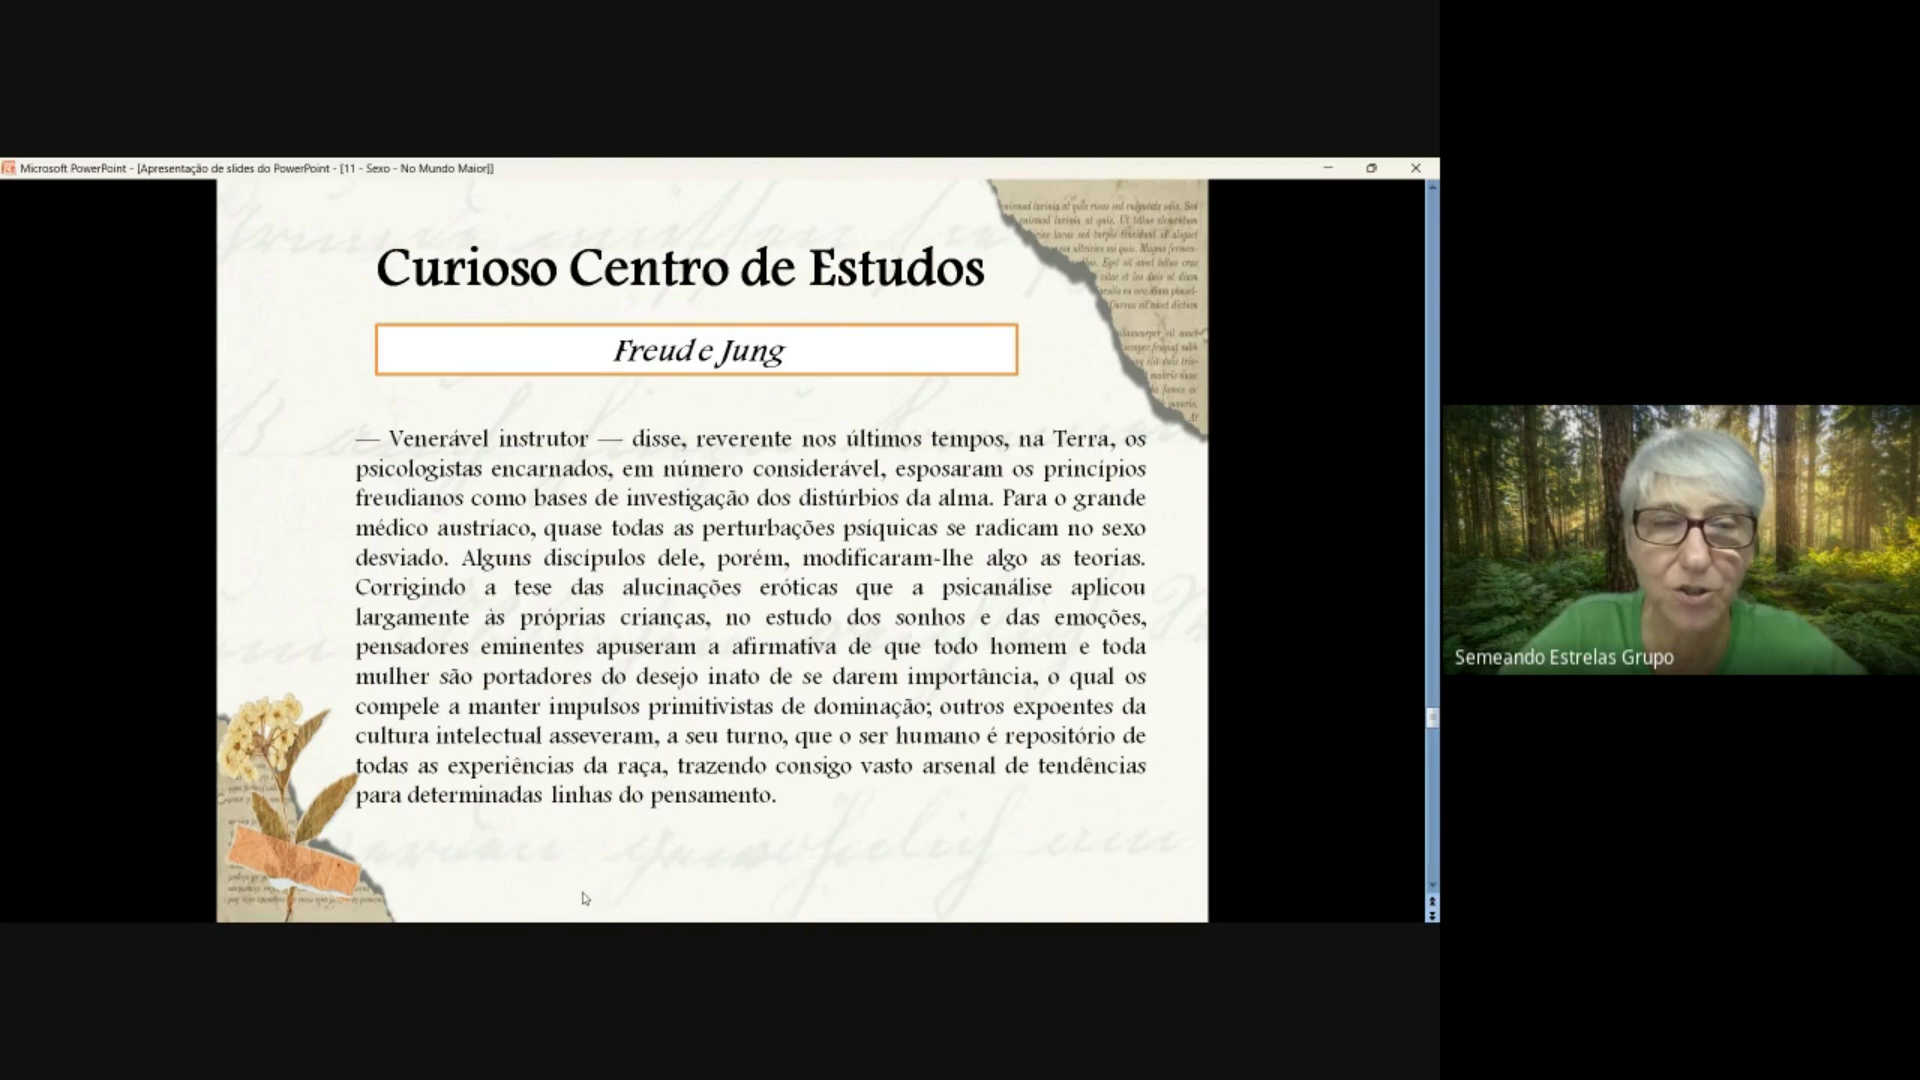 Microsoft PowerPoint - [Apresentação de slides do PowerPoint - [11 - Sexo - No Mundo Maior]]
Curioso Centro de Estudos
Freud e Jung
— Venerável instrutor — disse, reverente nos últimos tempos, na Terra, os
psicologistas encarnados, em número considerável, esposaram os princípios
freudianos como bases de investigação dos distúrbios da alma. Para o grande
médico austríaco, quase todas as perturbações psíquicas se radicam no sexo
desviado. Alguns discípulos dele, porém, modificaram-lhe algo as teorias.
Corrigindo a tese das alucinações eróticas que a psicanálise aplicou
largamente às próprias crianças, no estudo dos sonhos e das emoções,
pensadores eminentes apuseram a afirmativa de que todo homem e toda
mulher são portadores do desejo inato de se darem importância, o qual os
compele a manter impulsos primitivistas de dominação; outros expoentes da
cultura intelectual asseveram, a seu turno, que o ser humano é repositório de
todas as experiências da raça, trazendo consigo vasto arsenal de tendências
para determinadas linhas do pensamento.
Semeando Estrelas Grupo